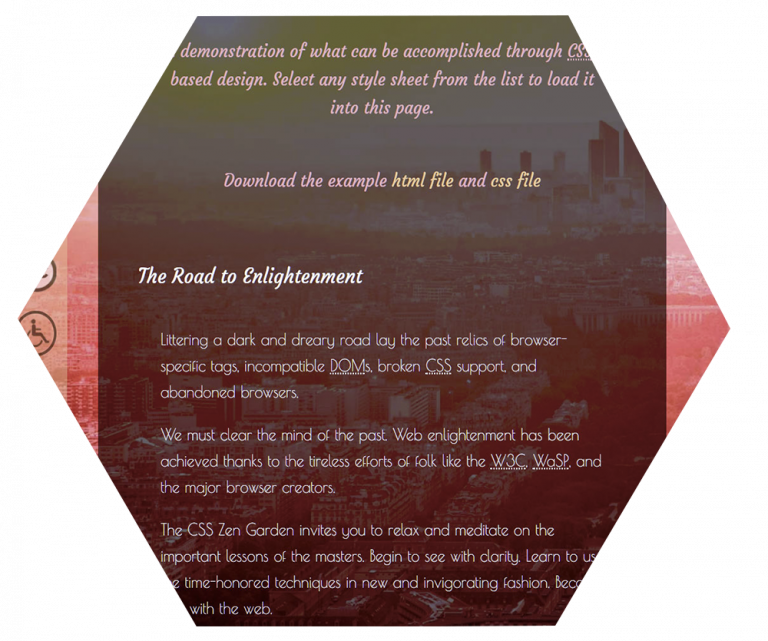 demonstration of what can be accomplished through CSS
based design. Select any style sheet from the list to load it
into this page.
Download the example html file and css file
The Road to Enlightenment
Littering a dark and dreary road lay the past relics of browser-
specific tags, incompatible DOMs, broken CSS support, and
abandoned browsers.
We must clear the mind of the past. Web enlightenment has been
achieved thanks to the tireless efforts of folk like the W3C, WaSP, and
the major browser creators.
The CSS Zen Garden invites you to relax and meditate on the
important lessons of the masters. Begin to see with clarity. Learn to
time-honored techniques in new and invigorating fashion.
with the web.